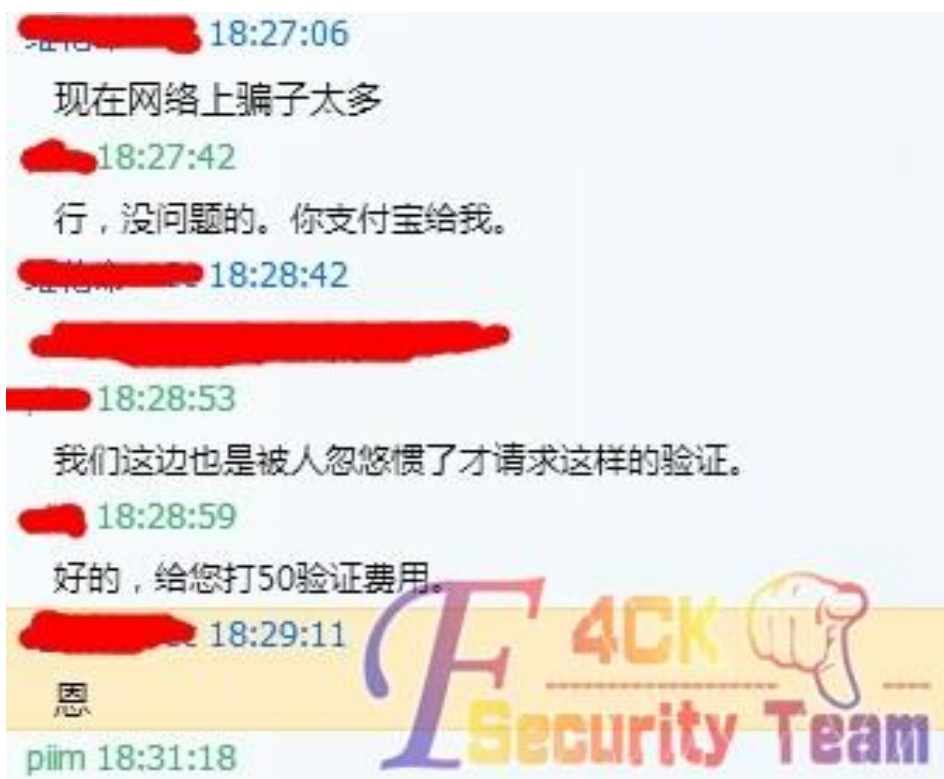 18:27:06
现在网络上骗子太多
18:27:42
行，没问题的。你支付宝给我。
18:28:42
18:28:53
我们这边也是被人忽悠惯了才请求这样的验证。
18:28:59
好的，给您打50验证费用。
18:29:11
恩
piim 18:31:18
F4CK
Security Team